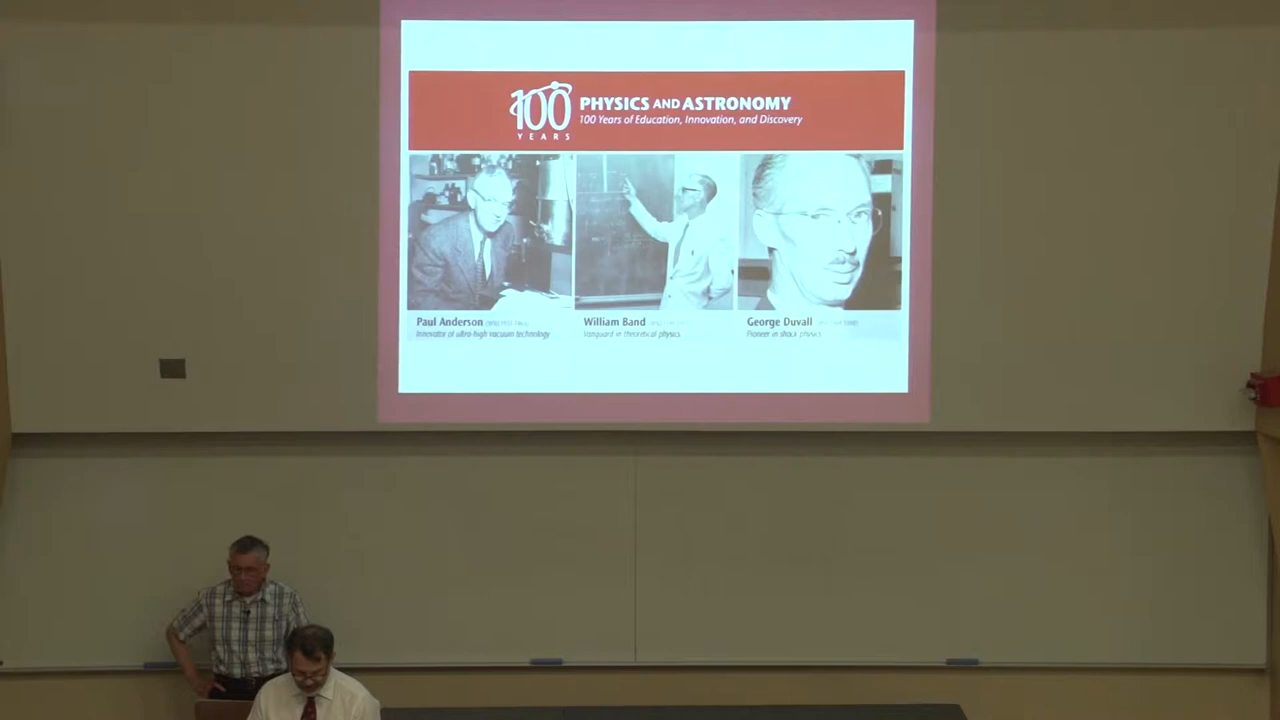 100
YEARS
PHYSICS AND ASTRONOMY
100 Years of Education, Innovation, and Discovery
Paul Anderson
Innovator of ultra-high vacuum technology
William Band
Vanguard in theoretical physics
George Duvall
Pioneer in shock physics